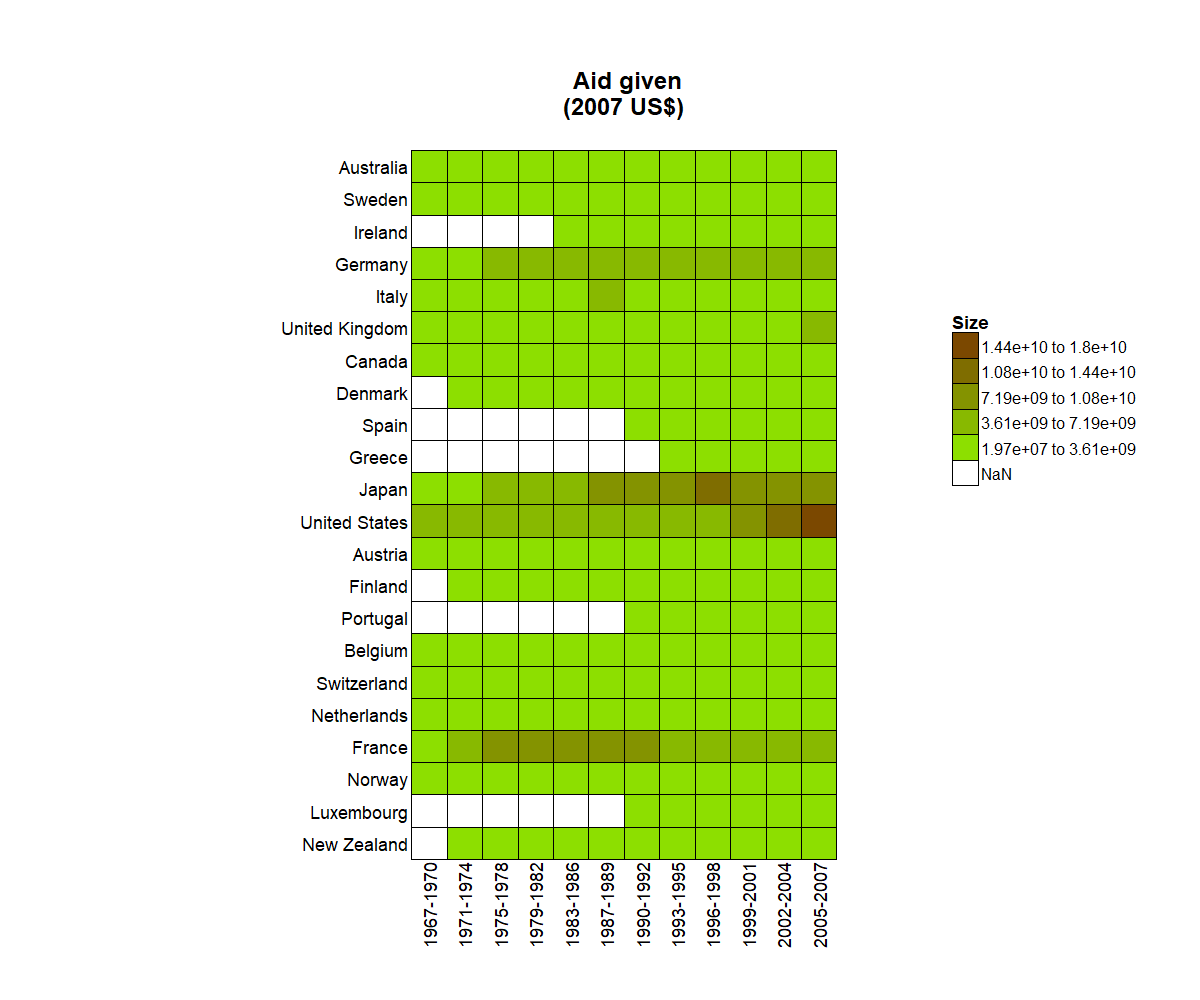 Aid given
(2007 US$)
Australia
Sweden
Ireland
Germany
Italy
United Kingdom
Canada
Denmark
Spain
Greece
Japan
United States
Austria
Finland
Portugal
Belgium
Switzerland
Netherlands
France
Norway
Luxembourg
New Zealand
1967-1970
1971-1974
1975-1978
1979-1982
1983-1986
1987-1989
1990-1992
1993-1995
1996-1998
1999-2001
2002-2004
2005-2007
Size
1.44e+10 to 1.8e+10
1.08e+10 to 1.44e+10
7.19e+09 to 1.08e+10
3.61e+09 to 7.19e+09
1.97e+07 to 3.61e+09
NaN